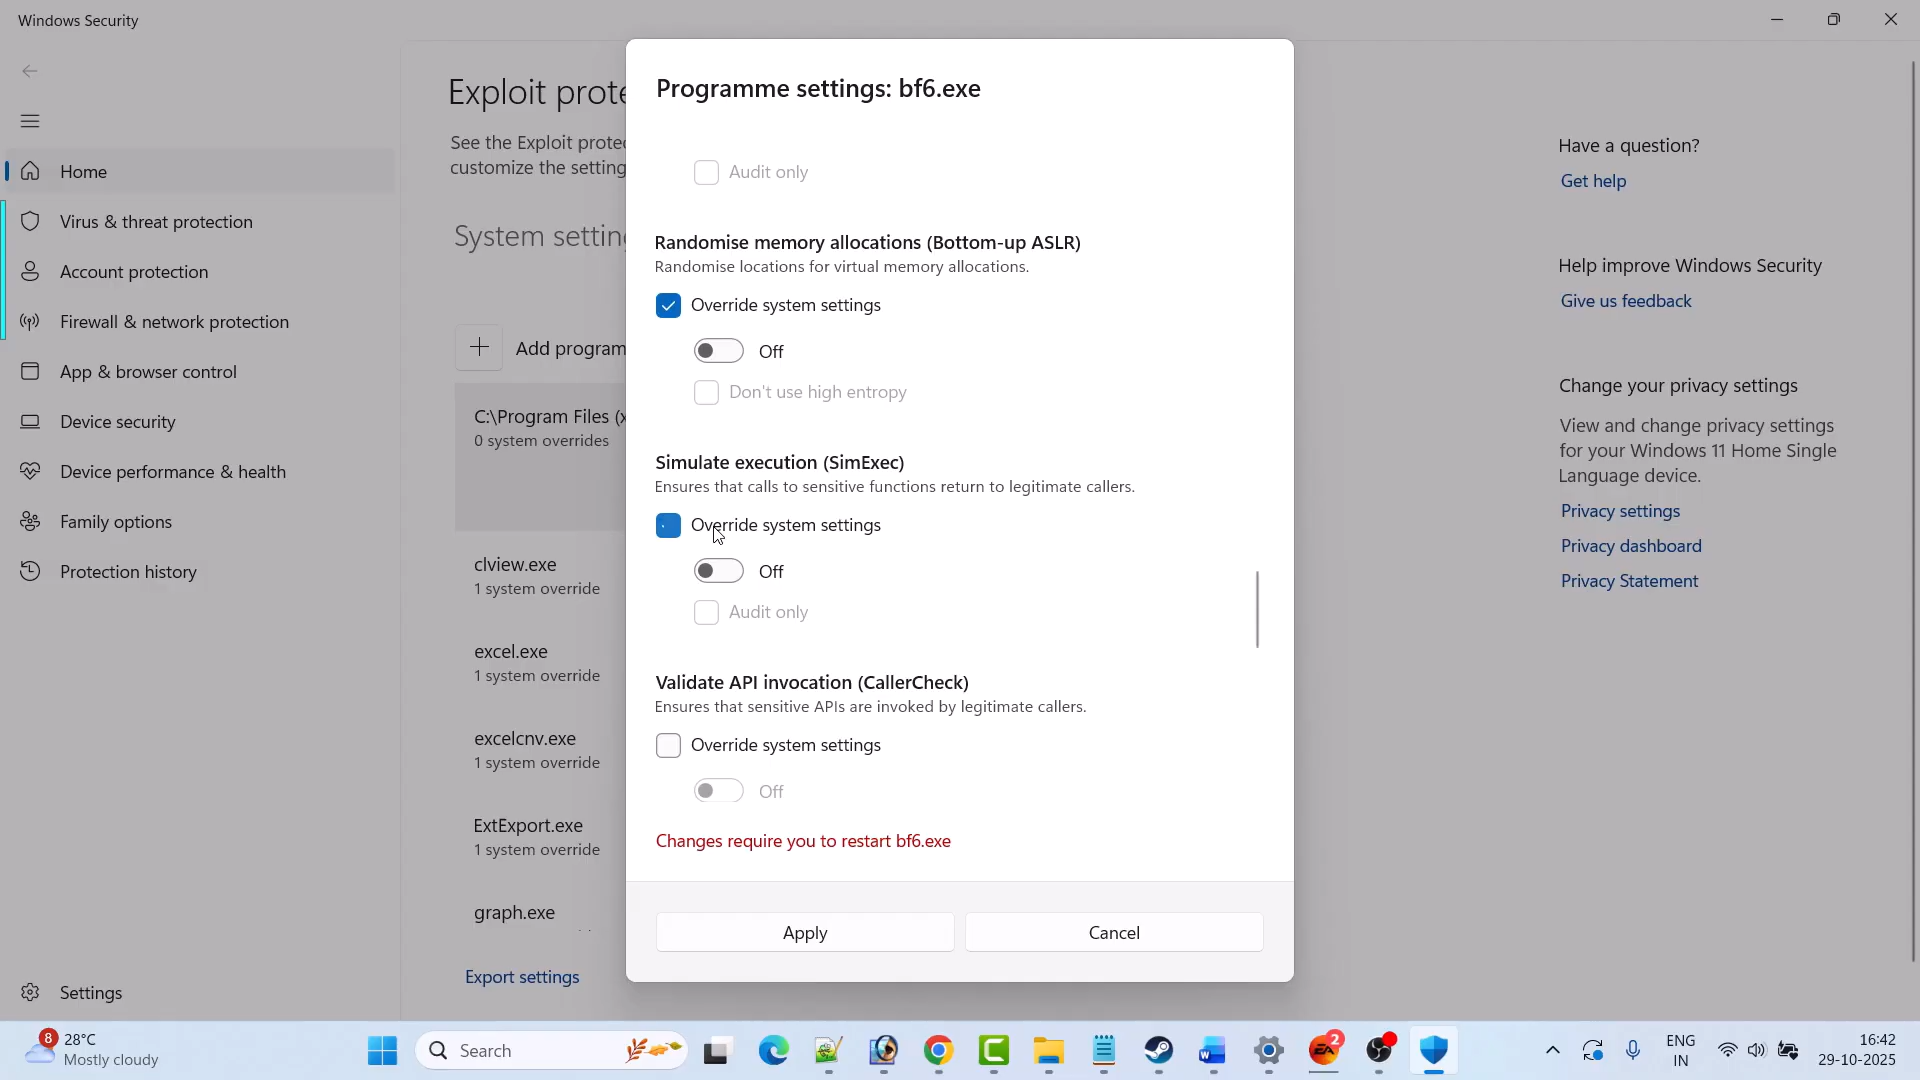 Windows Security
Home
Virus & threat protection
Account protection
Firewall & network protection
App & browser control
Device security
Device performance & health
Family options
Protection history
Settings
Exploit prote
See the Exploit protec
customize the setting
System setting
Add program
C:\Program Files (x
0 system overrides
clview.exe
1 system override
excel.exe
1 system override
excelcnv.exe
1 system override
ExtExport.exe
1 system override
graph.exe
Export settings
Programme settings: bf6.exe
Audit only
Randomise memory allocations (Bottom-up ASLR)
Randomise locations for virtual memory allocations.
Override system settings
Off
Don't use high entropy
Simulate execution (SimExec)
Ensures that calls to sensitive functions return to legitimate callers.
Override system settings
Off
Audit only
Validate API invocation (CallerCheck)
Ensures that sensitive APIs are invoked by legitimate callers.
Override system settings
Off
Changes require you to restart bf6.exe
Apply
Cancel
Have a question?
Get help
Help improve Windows Security
Give us feedback
Change your privacy settings
View and change privacy settings
for your Windows 11 Home Single
Language device.
Privacy settings
Privacy dashboard
Privacy Statement
8
28°C
Mostly cloudy
Search
EA
2
ENG
IN
16:42
29-10-2025